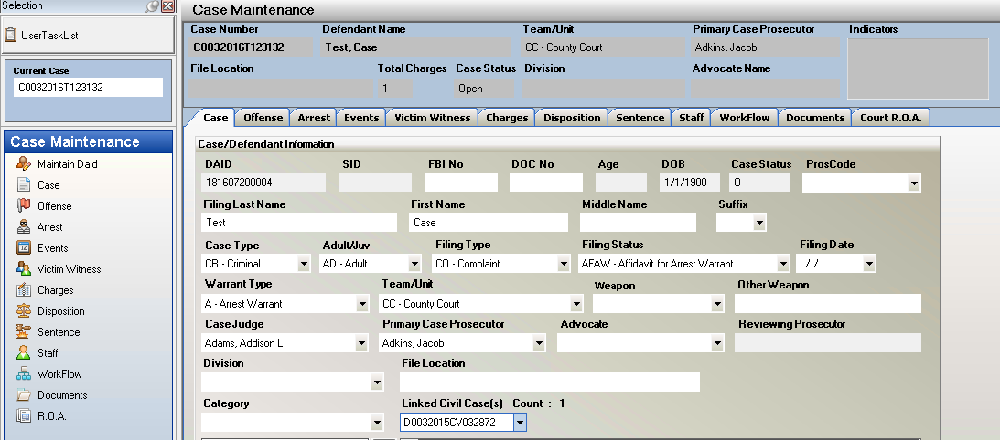 Selection
UserTaskList
Current Case
C0032016T123132
Case Maintenance
Maintain Daid
Case
Offense
Arrest
Events
Victim Witness
Charges
Disposition
Sentence
Staff
WorkFlow
Documents
R.O.A.
Case Maintenance
Case Number Defendant Name Team/Unit Primary Case Prosecutor Indicators
C0032016T123132 Test, Case CC - County Court Adkins, Jacob
File Location Total Charges Case Status Division Advocate Name
1 Open
Case Offense Arrest Events Victim Witness Charges Disposition Sentence Staff WorkFlow Documents Court R.O.A.
Case/Defendant Information
DAID SID FBI No DOC No Age DOB Case Status ProsCode
181607200004 1/1/1900 O
Filing Last Name First Name Middle Name Suffix
Test Case
Case Type Adult/Juv Filing Type Filing Status Filing Date
CR - Criminal AD - Adult CO - Complaint AFAW - Affidavit for Arrest Warrant / /
Warrant Type Team/Unit Weapon Other Weapon
A - Arrest Warrant CC - County Court
Case Judge Primary Case Prosecutor Advocate Reviewing Prosecutor
Adams, Addison L Adkins, Jacob
Division File Location
Category Linked Civil Case(s) Count : 1
D0032015CV032872